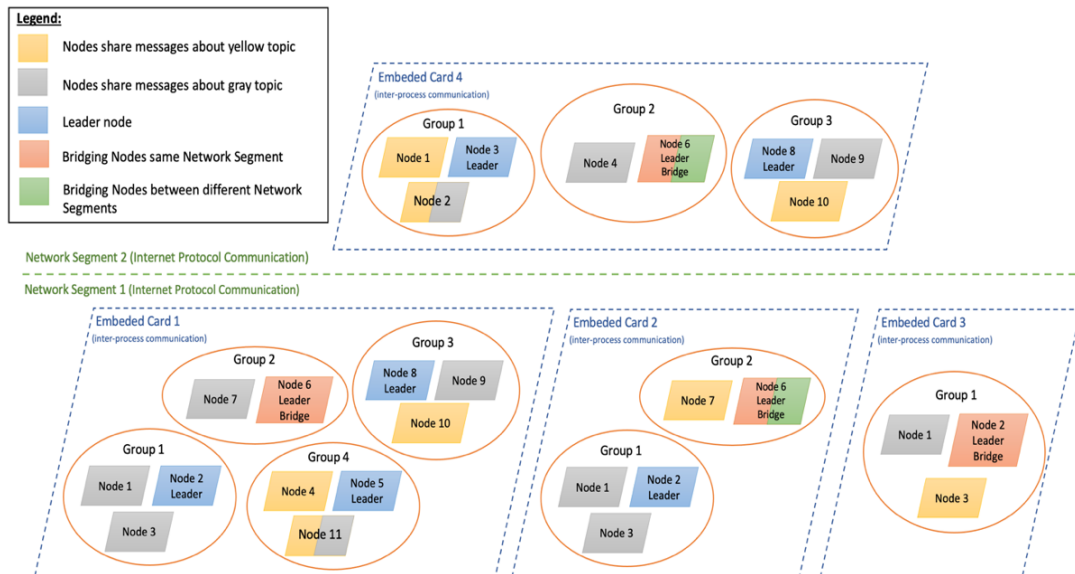 Legend:
Nodes share messages about yellow topic
Nodes share messages about gray topic
Leader node
Bridging Nodes same Network Segment
Bridging Nodes between different Network
Segments
Embeded Card 4
(inter-process communication)
Group 1
Node 1
Node 3
Leader
Node 2
Group 2
Node 4
Node 6
Leader
Bridge
Group 3
Node 8
Leader
Node 9
Node 10
Network Segment 2 (Internet Protocol Communication)
Network Segment 1 (Internet Protocol Communication)
Embeded Card 1
(inter-process communication)
Group 2
Node 7
Node 6
Leader
Bridge
Group 3
Node 8
Leader
Node 9
Node 10
Group 1
Node 1
Node 2
Leader
Node 3
Group 4
Node 4
Node 5
Leader
Node 11
Embeded Card 2
(inter-process communication)
Group 2
Node 7
Node 6
Leader
Bridge
Group 1
Node 1
Node 2
Leader
Node 3
Embeded Card 3
(inter-process communication)
Group 1
Node 1
Node 2
Leader
Bridge
Node 3